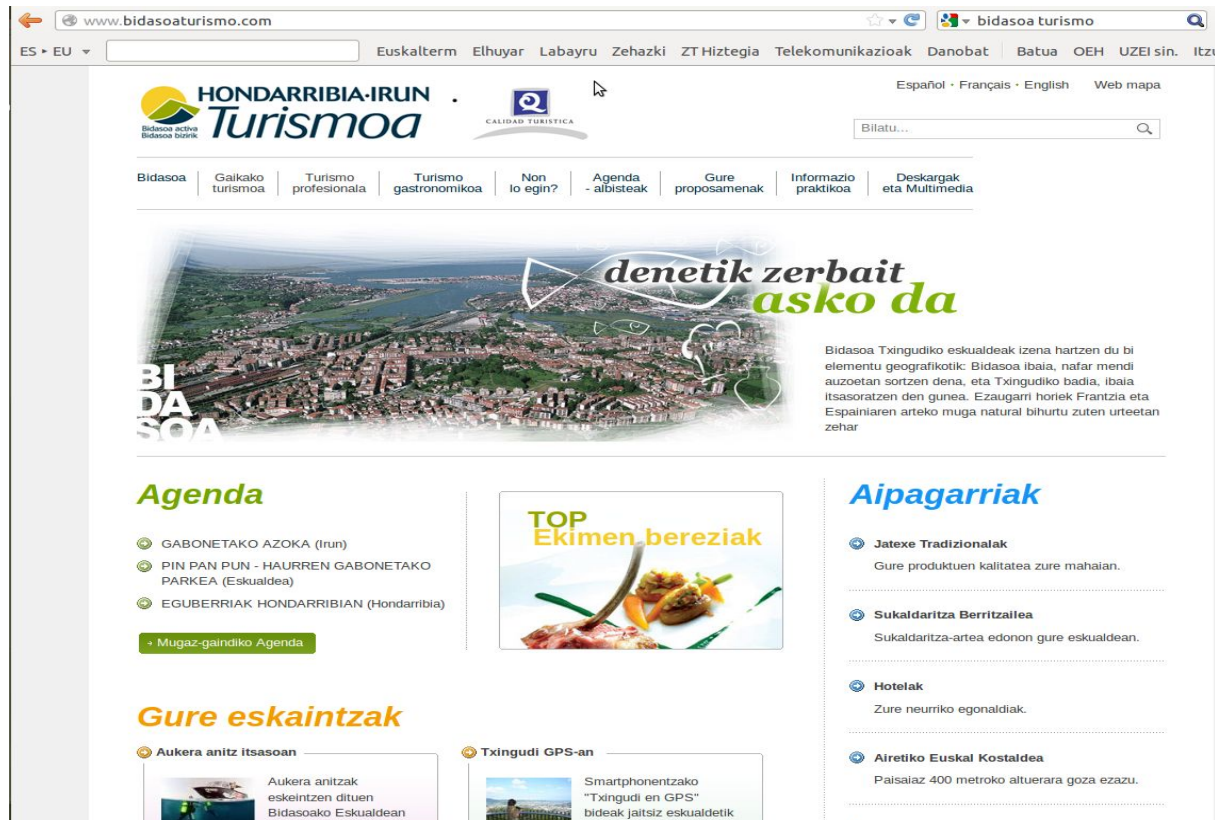 www.bidasoaturismo.com
bidasoa turismo
ES ▸ EU
Euskalterm Elhuyar Labayru Zehazki ZT Hiztegia Telekomunikazioak Danobat Batua OEH UZEI sin. Itzu
Español · Français · English Web mapa
HONDARRIBIA·IRUN
Turismoa
Bidasoa activa
Bidasoa bizirik
Q
CALIDAD TURISTICA
Bilatu...
Bidasoa
Gaikako
turismoa
Turismo
profesionala
Turismo
gastronomikoa
Non
lo egin?
Agenda
- albisteak
Gure
proposamenak
Informazio
praktikoa
Deskargak
eta Multimedia
denetik zerbait
asko da
BI
DA
SOA
Bidasoa Txingudiko eskualdeak izena hartzen du bi
elementu geografikotik: Bidasoa ibaia, nafar mendi
auzoetan sortzen dena, eta Txingudiko badia, ibaia
itsasoratzen den gunea. Ezaugarri horiek Frantzia eta
Espainiaren arteko muga natural bihurtu zuten urteetan
zehar
Agenda
GABONETAKO AZOKA (Irun)
PIN PAN PUN - HAURREN GABONETAKO
PARKEA (Eskualdea)
EGUBERRIAK HONDARRIBIAN (Hondarribia)
Mugaz-gaindiko Agenda
TOP
Ekimen bereziak
Aipagarriak
Jatexe Tradizionalak
Gure produktuen kalitatea zure mahaian.
Sukaldaritza Berritzailea
Sukaldaritza-artea edonon gure eskualdean.
Hotelak
Zure neurriko egonaldiak.
Airetiko Euskal Kostaldea
Paisaiaz 400 metroko altuerara goza ezazu.
Gure eskaintzak
Aukera anitz itsasoan
Aukera anitzak
eskeintzen dituen
Bidasoako Eskualdean
Txingudi GPS-an
Smartphonentzako
"Txingudi en GPS"
bideak jaitsiz eskualdetik